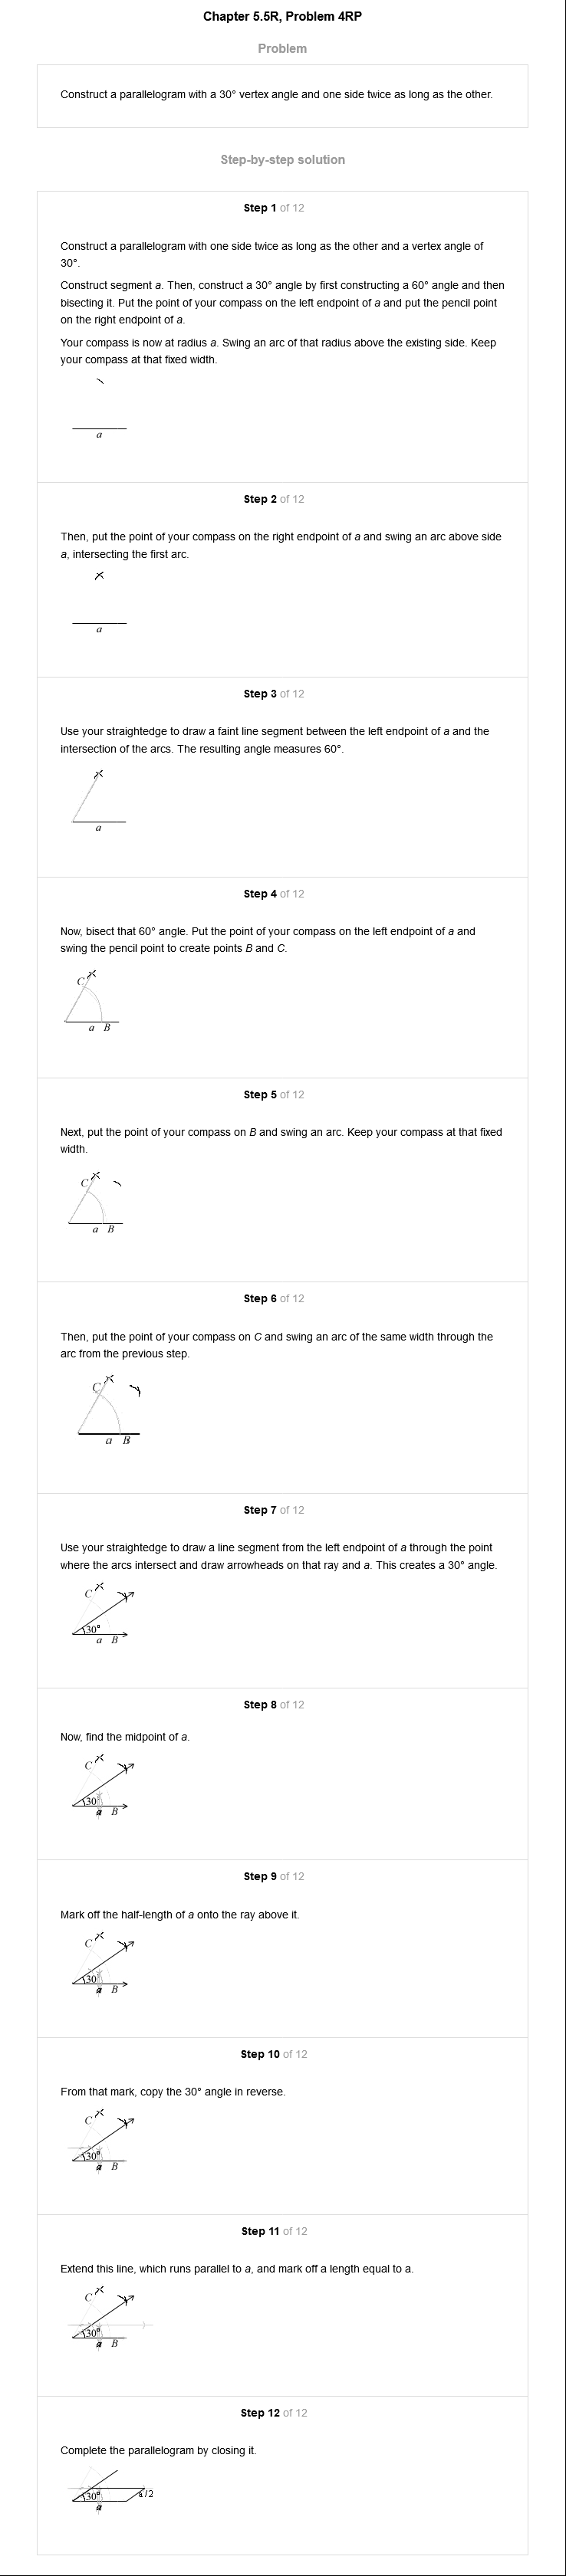 Chapter 5.5R, Problem 4RP
Problem
Construct a parallelogram with a 30° vertex angle and one side twice as long as the other.
Step-by-step solution
Step 1 of 12
Construct a parallelogram with one side twice as long as the other and a vertex angle of
30°.
Construct segment a. Then, construct a 30° angle by first constructing a 60° angle and then
bisecting it. Put the point of your compass on the left endpoint of a and put the pencil point
on the right endpoint of a.
Your compass is now at radius a. Swing an arc of that radius above the existing side. Keep
your compass at that fixed width.
a
Step 2 of 12
Then, put the point of your compass on the right endpoint of a and swing an arc above side
a, intersecting the first arc.
a
Step 3 of 12
Use your straightedge to draw a faint line segment between the left endpoint of a and the
intersection of the arcs. The resulting angle measures 60°.
a
Step 4 of 12
Now, bisect that 60° angle. Put the point of your compass on the left endpoint of a and
swing the pencil point to create points B and C.
C
a B
Step 5 of 12
Next, put the point of your compass on B and swing an arc. Keep your compass at that fixed
width.
C
a B
Step 6 of 12
Then, put the point of your compass on C and swing an arc of the same width through the
arc from the previous step.
C
a B
Step 7 of 12
Use your straightedge to draw a line segment from the left endpoint of a through the point
where the arcs intersect and draw arrowheads on that ray and a. This creates a 30° angle.
C
30°
a B
Step 8 of 12
Now, find the midpoint of a.
C
30°
a B
Step 9 of 12
Mark off the half-length of a onto the ray above it.
C
30°
a B
Step 10 of 12
From that mark, copy the 30° angle in reverse.
C
30°
a B
Step 11 of 12
Extend this line, which runs parallel to a, and mark off a length equal to a.
C
30°
a B
Step 12 of 12
Complete the parallelogram by closing it.
30° a/2
a